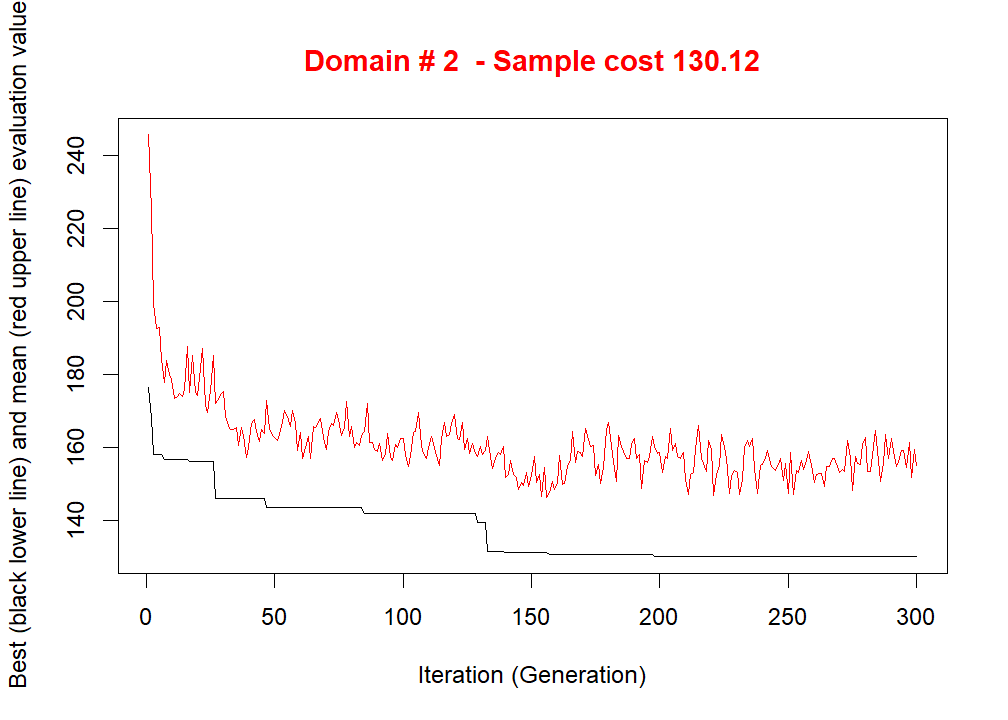 Domain # 2 - Sample cost 130.12
Best (black lower line) and mean (red upper line) evaluation value
240
220
200
180
160
140
0 50 100 150 200 250 300
Iteration (Generation)